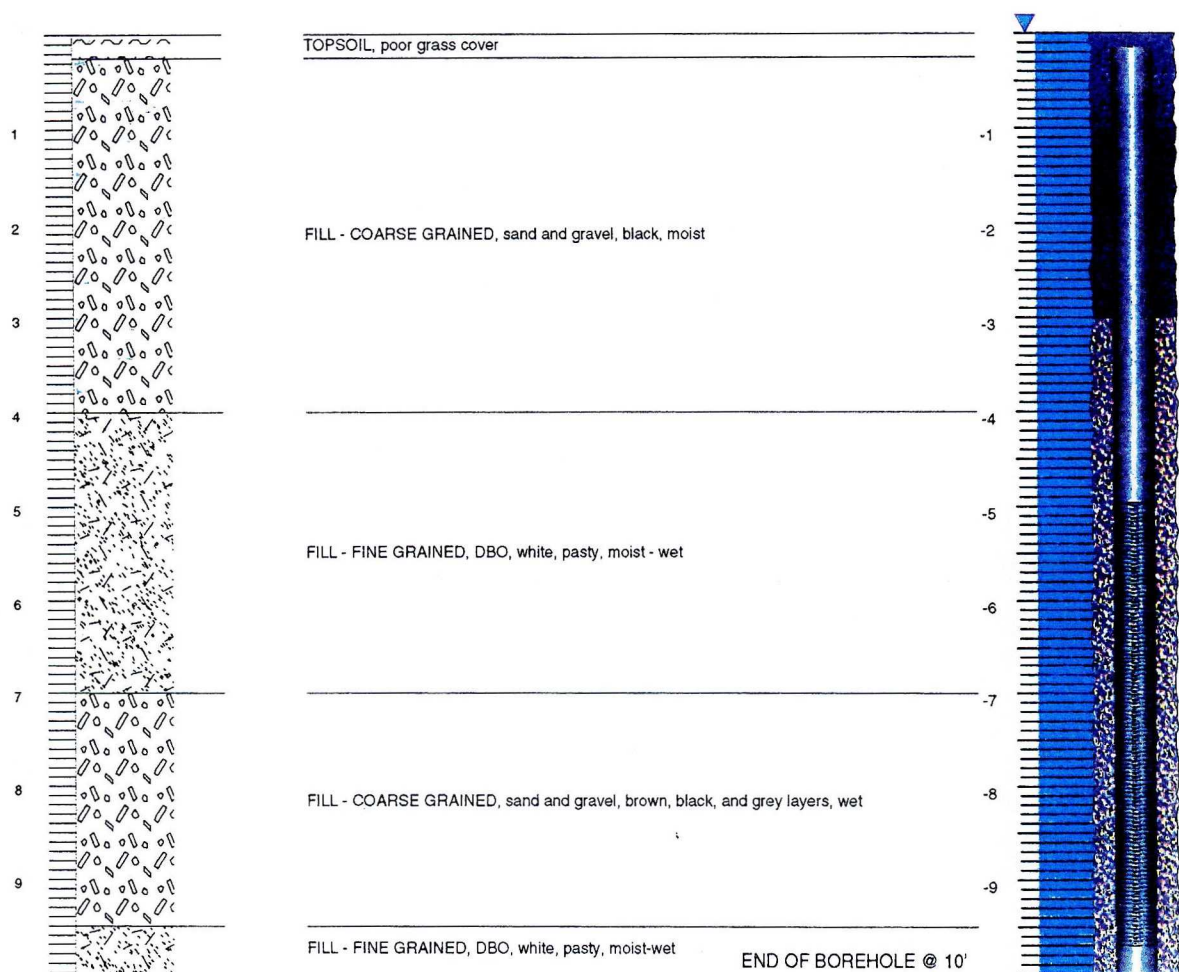 TOPSOIL, poor grass cover
1 -1
2 FILL - COARSE GRAINED, sand and gravel, black, moist -2
3 -3
4 -4
5 -5
FILL - FINE GRAINED, DBO, white, pasty, moist - wet
6 -6
7 -7
8 FILL - COARSE GRAINED, sand and gravel, brown, black, and grey layers, wet -8
9 -9
FILL - FINE GRAINED, DBO, white, pasty, moist-wet
END OF BOREHOLE @ 10'